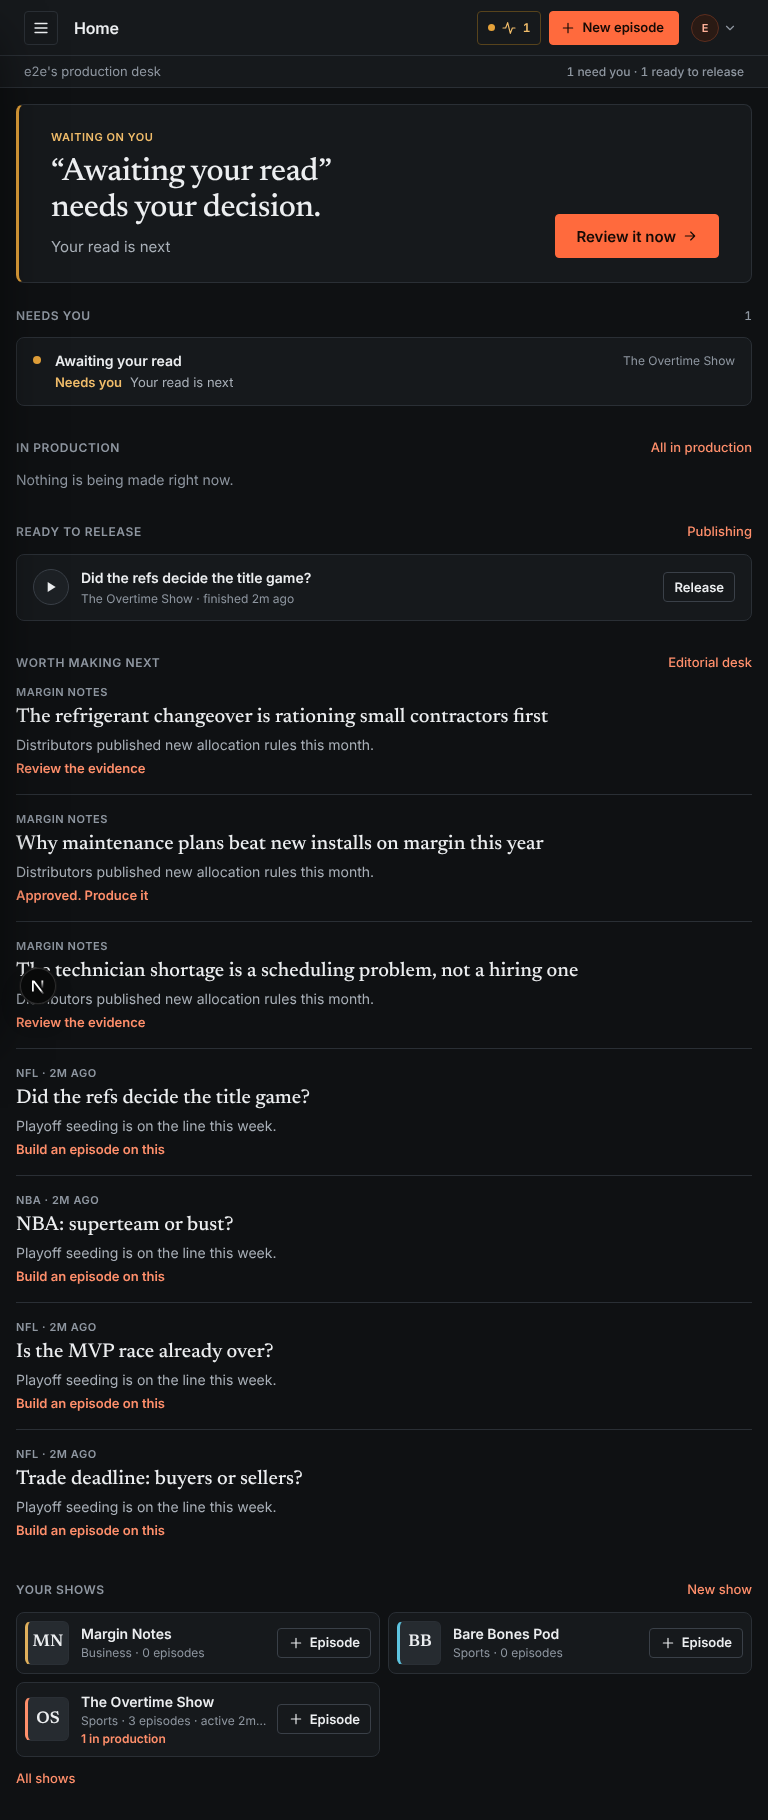 Home
1
New episode
E
e2e's production desk
1 need you · 1 ready to release
WAITING ON YOU
“Awaiting your read”
needs your decision.
Your read is next
Review it now
NEEDS YOU
1
Awaiting your read
The Overtime Show
Needs you Your read is next
IN PRODUCTION
All in production
Nothing is being made right now.
READY TO RELEASE
Publishing
Did the refs decide the title game?
The Overtime Show · finished 2m ago
Release
WORTH MAKING NEXT
Editorial desk
MARGIN NOTES
The refrigerant changeover is rationing small contractors first
Distributors published new allocation rules this month.
Review the evidence
MARGIN NOTES
Why maintenance plans beat new installs on margin this year
Distributors published new allocation rules this month.
Approved. Produce it
MARGIN NOTES
The technician shortage is a scheduling problem, not a hiring one
N
Distributors published new allocation rules this month.
Review the evidence
NFL · 2M AGO
Did the refs decide the title game?
Playoff seeding is on the line this week.
Build an episode on this
NBA · 2M AGO
NBA: superteam or bust?
Playoff seeding is on the line this week.
Build an episode on this
NFL · 2M AGO
Is the MVP race already over?
Playoff seeding is on the line this week.
Build an episode on this
NFL · 2M AGO
Trade deadline: buyers or sellers?
Playoff seeding is on the line this week.
Build an episode on this
YOUR SHOWS
New show
MN
Margin Notes
Business · 0 episodes
Episode
BB
Bare Bones Pod
Sports · 0 episodes
Episode
OS
The Overtime Show
Sports · 3 episodes · active 2m...
1 in production
Episode
All shows